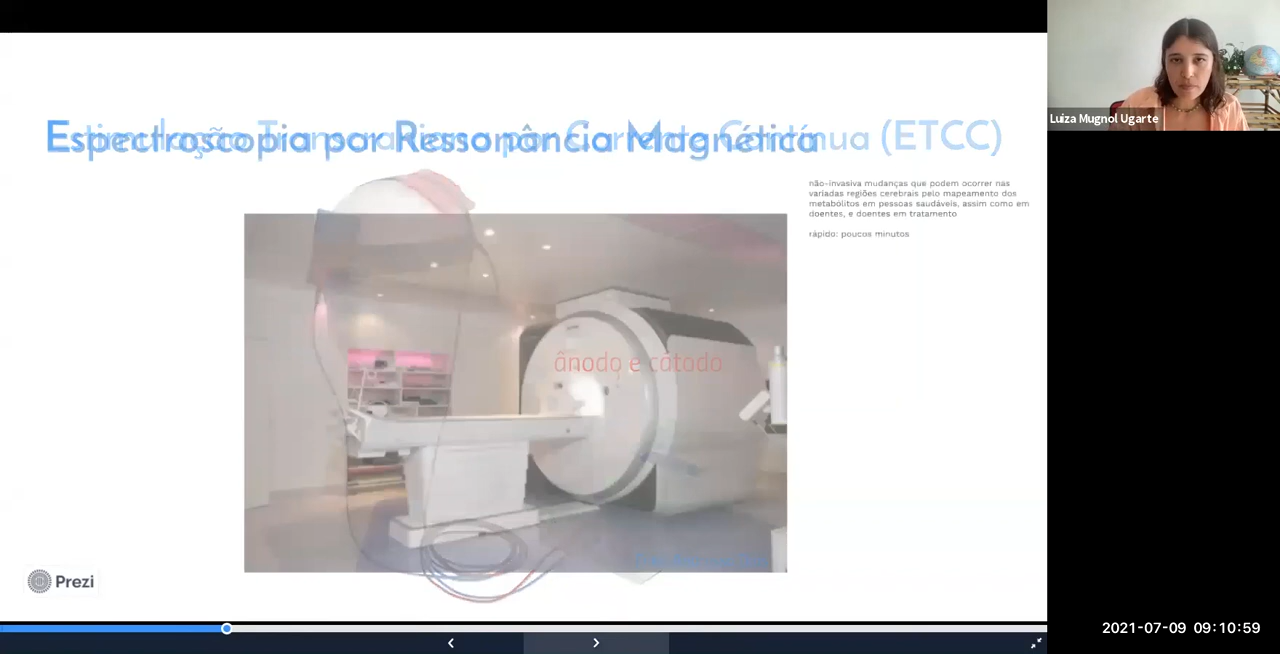 Estimulação Transcraniana por Corrente Contínua (ETCC)
Espectroscopia por Ressonância Magnética
não-invasiva mudanças que podem ocorrer nas
variadas regiões cerebrais pelo mapeamento dos
metabólitos em pessoas saudáveis, assim como em
doentes, e doentes em tratamento
rápido: poucos minutos
ânodo e cátodo
Prezi
Luiza Mugnol Ugarte
2021-07-09 09:10:59